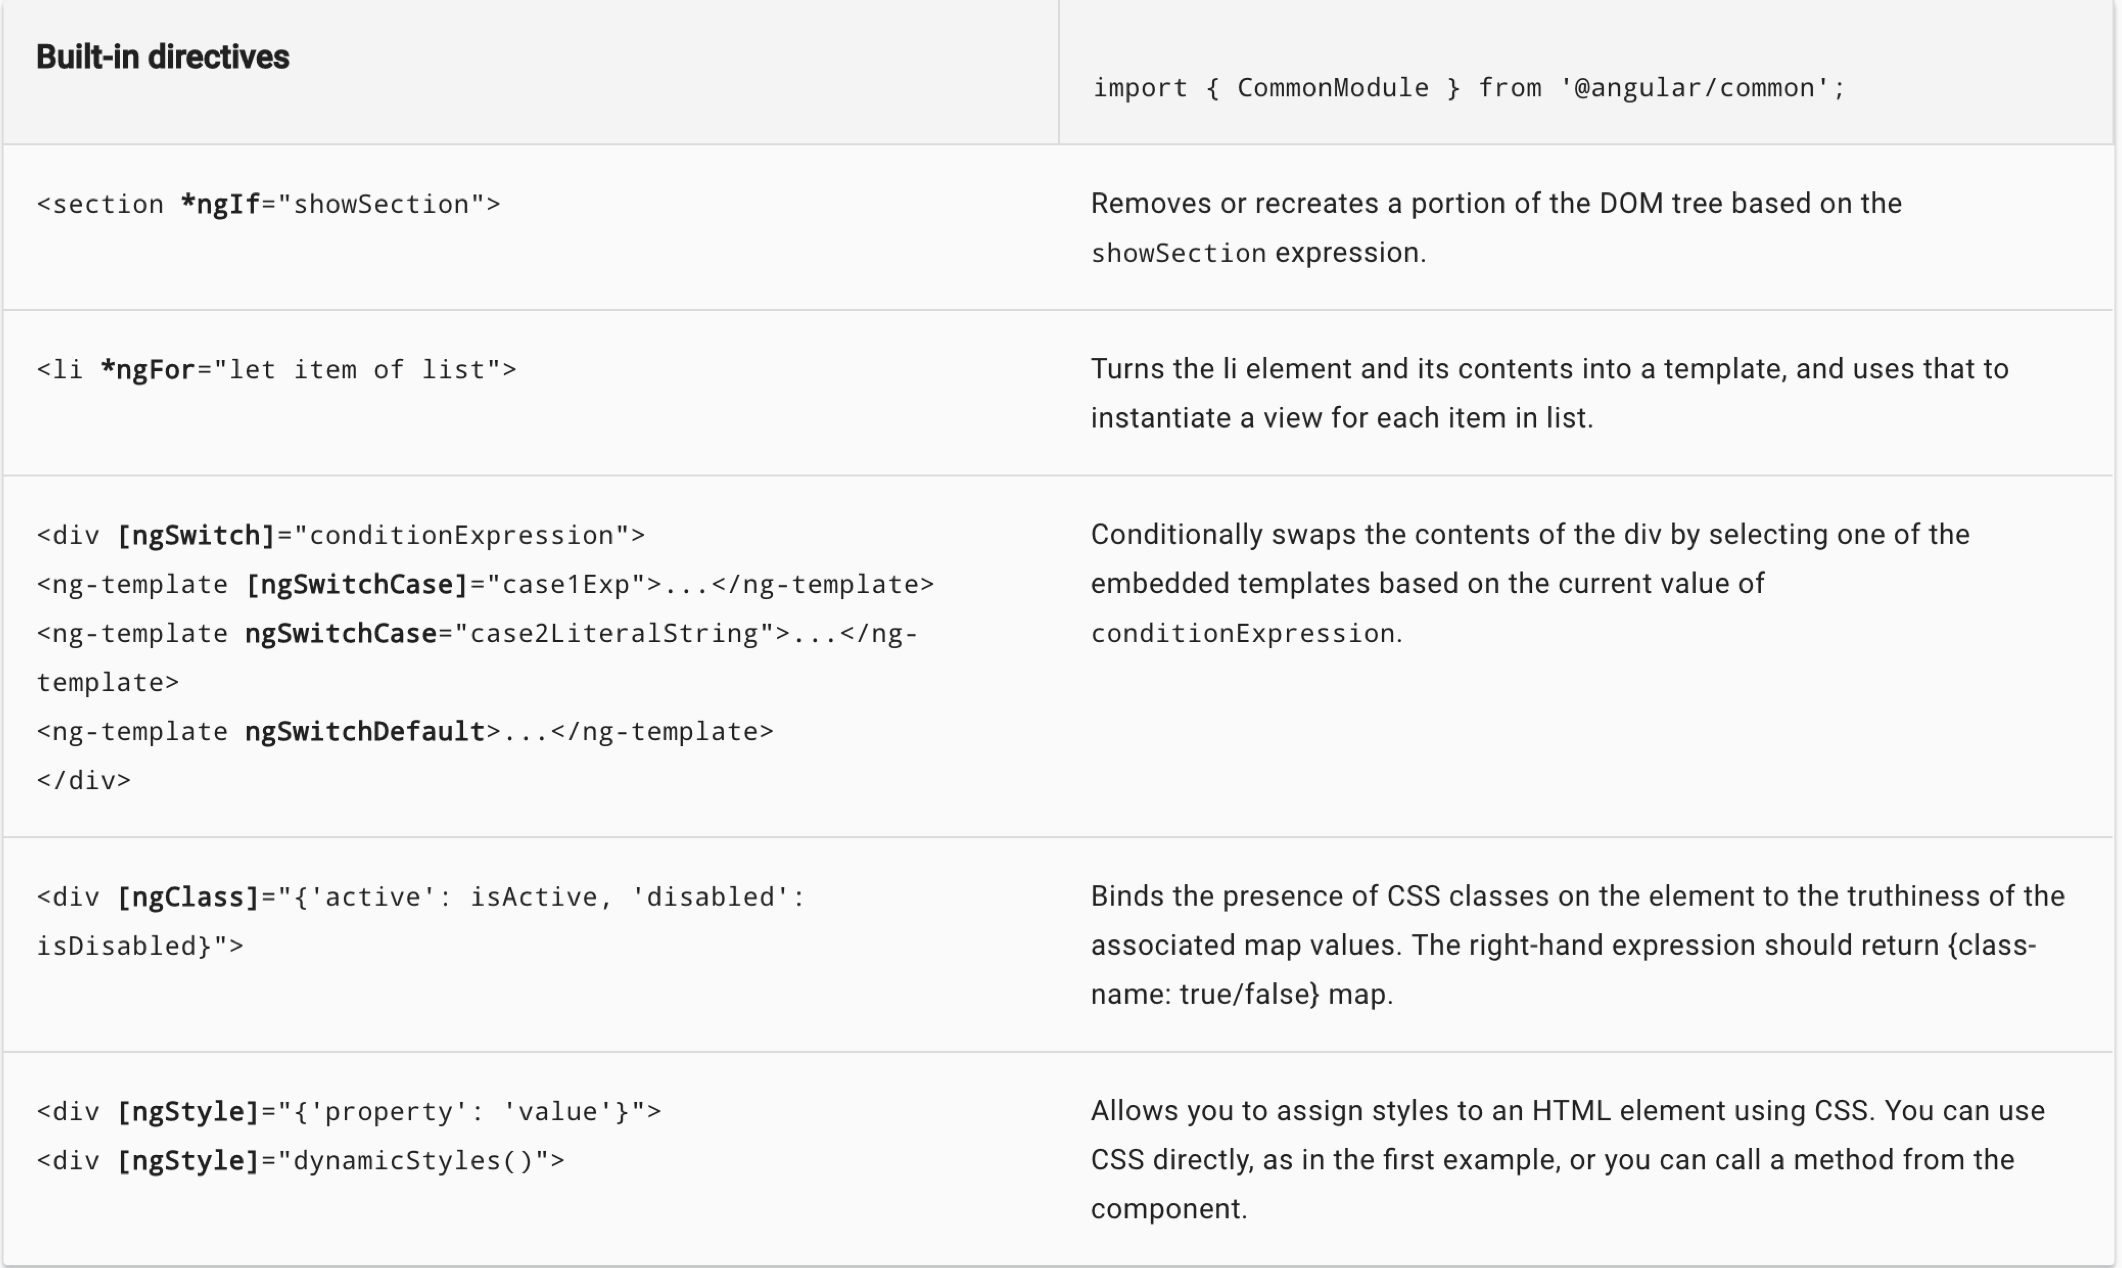 Built-in directives
import { CommonModule } from '@angular/common';
<section *ngIf="showSection">
Removes or recreates a portion of the DOM tree based on the
showSection expression.
<li *ngFor="let item of list">
Turns the li element and its contents into a template, and uses that to
instantiate a view for each item in list.
<div [ngSwitch]="conditionExpression">
<ng-template [ngSwitchCase]="case1Exp">...</ng-template>
<ng-template ngSwitchCase="case2LiteralString">...</ng-
template>
<ng-template ngSwitchDefault>...</ng-template>
</div>
Conditionally swaps the contents of the div by selecting one of the
embedded templates based on the current value of
conditionExpression.
<div [ngClass]="{'active': isActive, 'disabled':
isDisabled}">
Binds the presence of CSS classes on the element to the truthiness of the
associated map values. The right-hand expression should return {class-
name: true/false} map.
<div [ngStyle]="{'property': 'value'}">
<div [ngStyle]="dynamicStyles()">
Allows you to assign styles to an HTML element using CSS. You can use
CSS directly, as in the first example, or you can call a method from the
component.